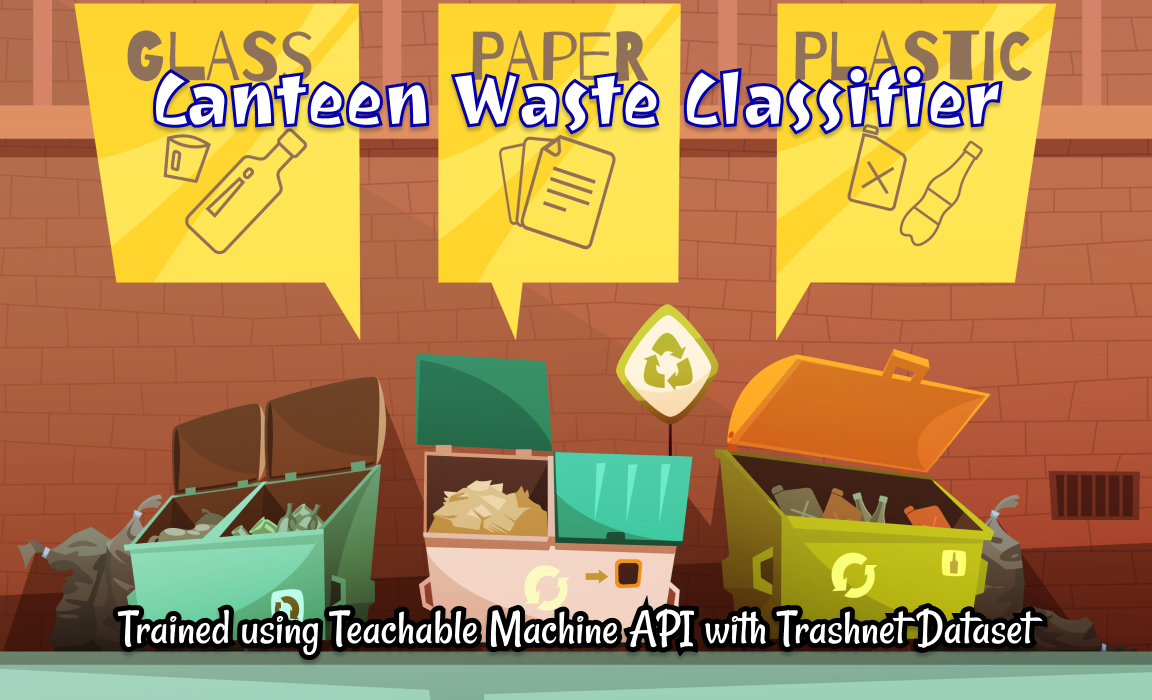 GLASS PAPER PLASTIC
Canteen Waste Classifier
Trained using Teachable Machine API with Trashnet Dataset